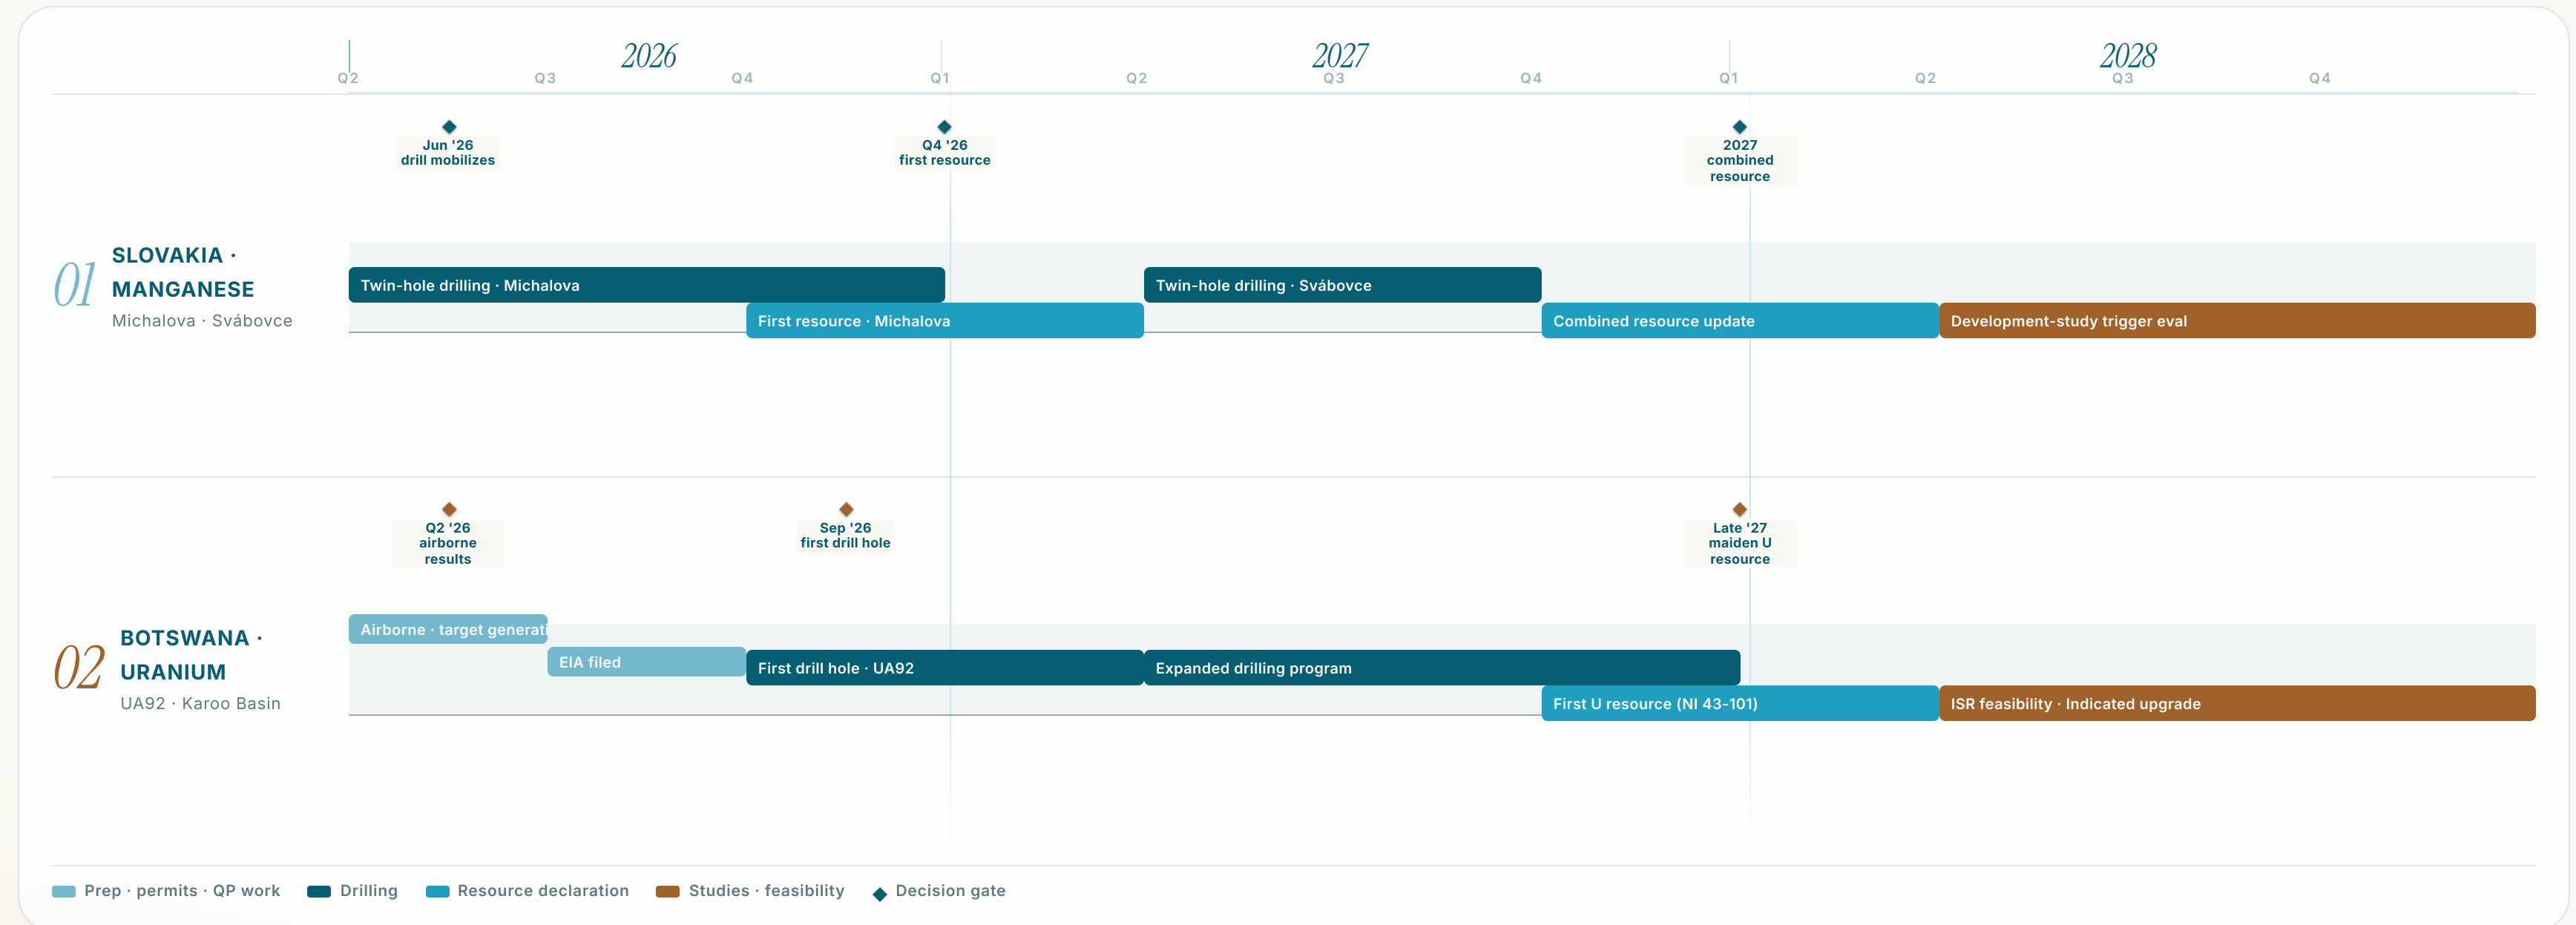 2026
2027
2028
Q2
Q3
Q4
Q1
Q2
Q3
Q4
Q1
Q2
Q3
Q4
Jun '26
drill mobilizes
Q4 '26
first resource
2027
combined
resource
01
SLOVAKIA ·
MANGANESE
Michalova · Svábovce
Twin-hole drilling · Michalova
Twin-hole drilling · Svábovce
First resource · Michalova
Combined resource update
Development-study trigger eval
Q2 '26
airborne
results
Sep '26
first drill hole
Late '27
maiden U
resource
02
BOTSWANA ·
URANIUM
UA92 · Karoo Basin
Airborne · target generati
EIA filed
First drill hole · UA92
Expanded drilling program
First U resource (NI 43-101)
ISR feasibility · Indicated upgrade
Prep · permits · QP work
Drilling
Resource declaration
Studies · feasibility
Decision gate